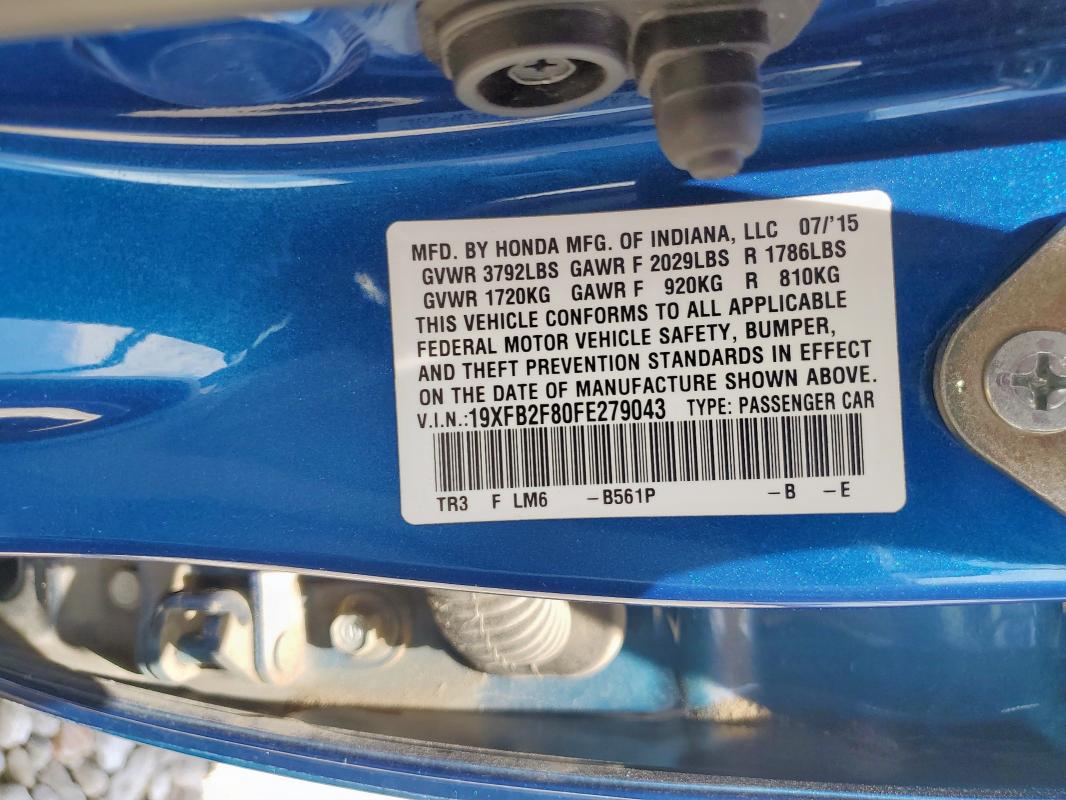 MFD. BY HONDA MFG. OF INDIANA, LLC 07/'15
GVWR 3792LBS GAWR F 2029LBS R 1786LBS
GVWR 1720KG GAWR F 920KG R 810KG
THIS VEHICLE CONFORMS TO ALL APPLICABLE
FEDERAL MOTOR VEHICLE SAFETY, BUMPER,
AND THEFT PREVENTION STANDARDS IN EFFECT
ON THE DATE OF MANUFACTURE SHOWN ABOVE.
V.I.N.:19XFB2F80FE279043 TYPE: PASSENGER CAR
TR3 F LM6 –B561P –B –E